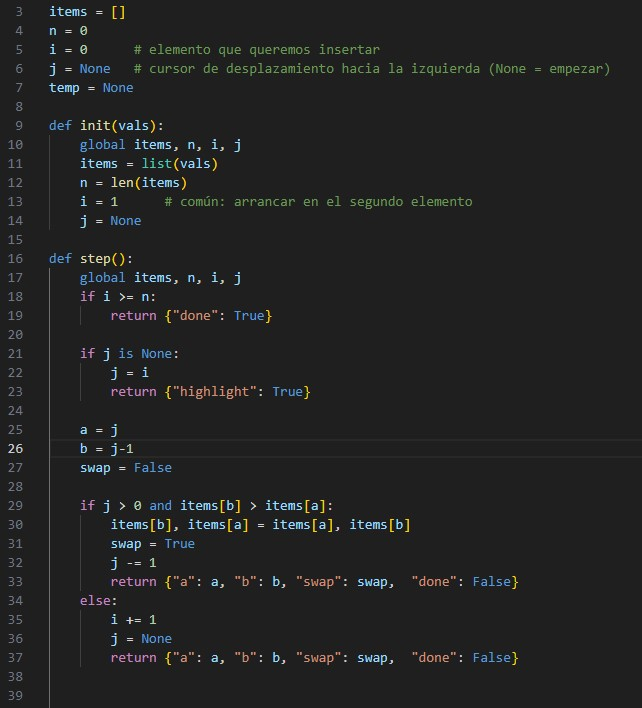 3 items = []
4 n = 0
5 i = 0      # elemento que queremos insertar
6 j = None   # cursor de desplazamiento hacia la izquierda (None = empezar)
7 temp = None
8
9 def init(vals):
10     global items, n, i, j
11     items = list(vals)
12     n = len(items)
13     i = 1      # común: arrancar en el segundo elemento
14     j = None
15
16 def step():
17     global items, n, i, j
18     if i >= n:
19         return {"done": True}
20
21     if j is None:
22         j = i
23         return {"highlight": True}
24
25     a = j
26     b = j-1
27     swap = False
28
29     if j > 0 and items[b] > items[a]:
30         items[b], items[a] = items[a], items[b]
31         swap = True
32         j -= 1
33         return {"a": a, "b": b, "swap": swap,  "done": False}
34     else:
35         i += 1
36         j = None
37         return {"a": a, "b": b, "swap": swap,  "done": False}
38
39